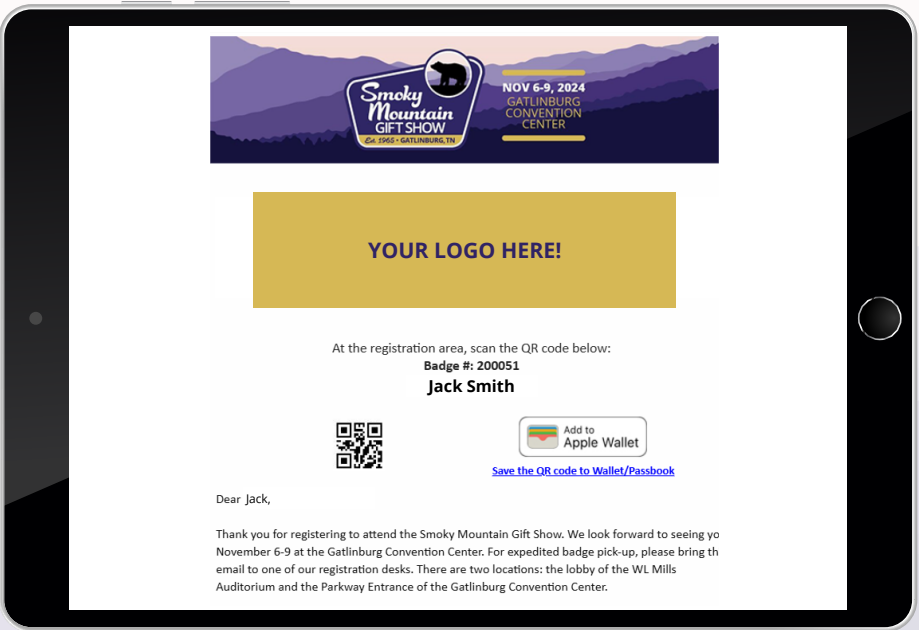 Smoky
Mountain
GIFT SHOW
Est. 1965 • GATLINBURG, TN
NOV 6-9, 2024
GATLINBURG
CONVENTION
CENTER
YOUR LOGO HERE!
At the registration area, scan the QR code below:
Badge #: 200051
Jack Smith
Add to
Apple Wallet
Save the QR code to Wallet/Passbook
Dear Jack,
Thank you for registering to attend the Smoky Mountain Gift Show. We look forward to seeing yo
November 6-9 at the Gatlinburg Convention Center. For expedited badge pick-up, please bring th
email to one of our registration desks. There are two locations: the lobby of the WL Mills
Auditorium and the Parkway Entrance of the Gatlinburg Convention Center.